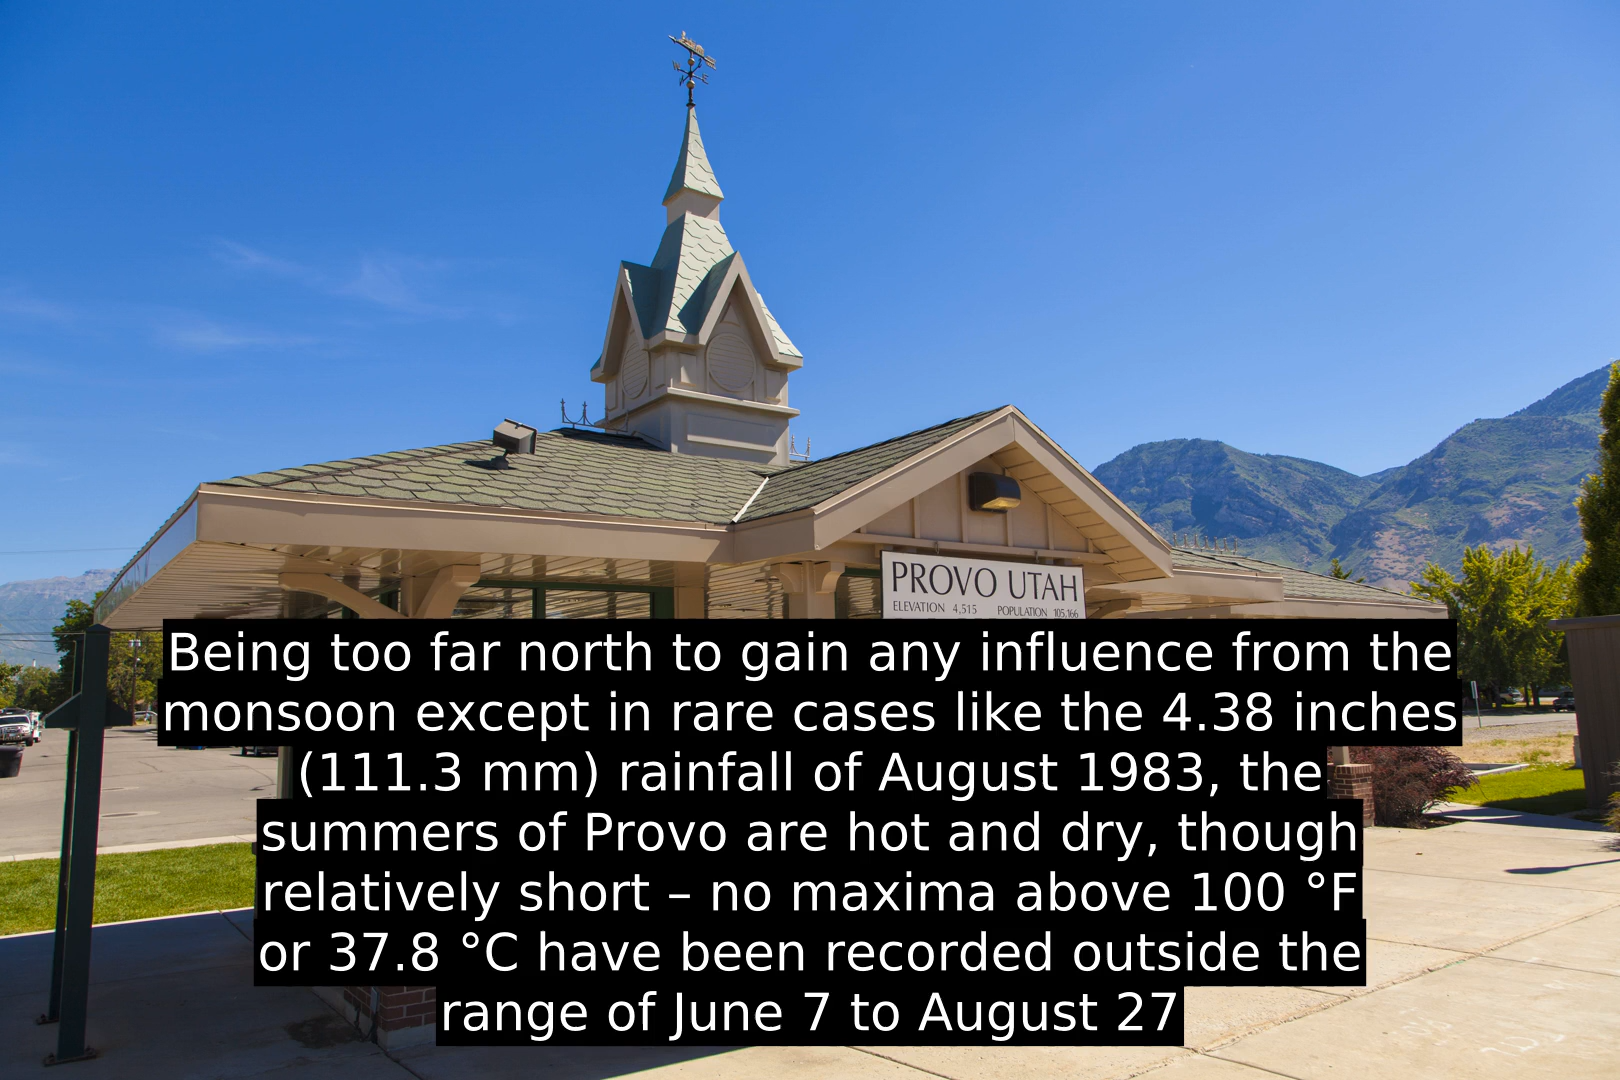 PROVO UTAH
ELEVATION 4,515 POPULATION 105,166
Being too far north to gain any influence from the
monsoon except in rare cases like the 4.38 inches
(111.3 mm) rainfall of August 1983, the
summers of Provo are hot and dry, though
relatively short – no maxima above 100 °F
or 37.8 °C have been recorded outside the
range of June 7 to August 27